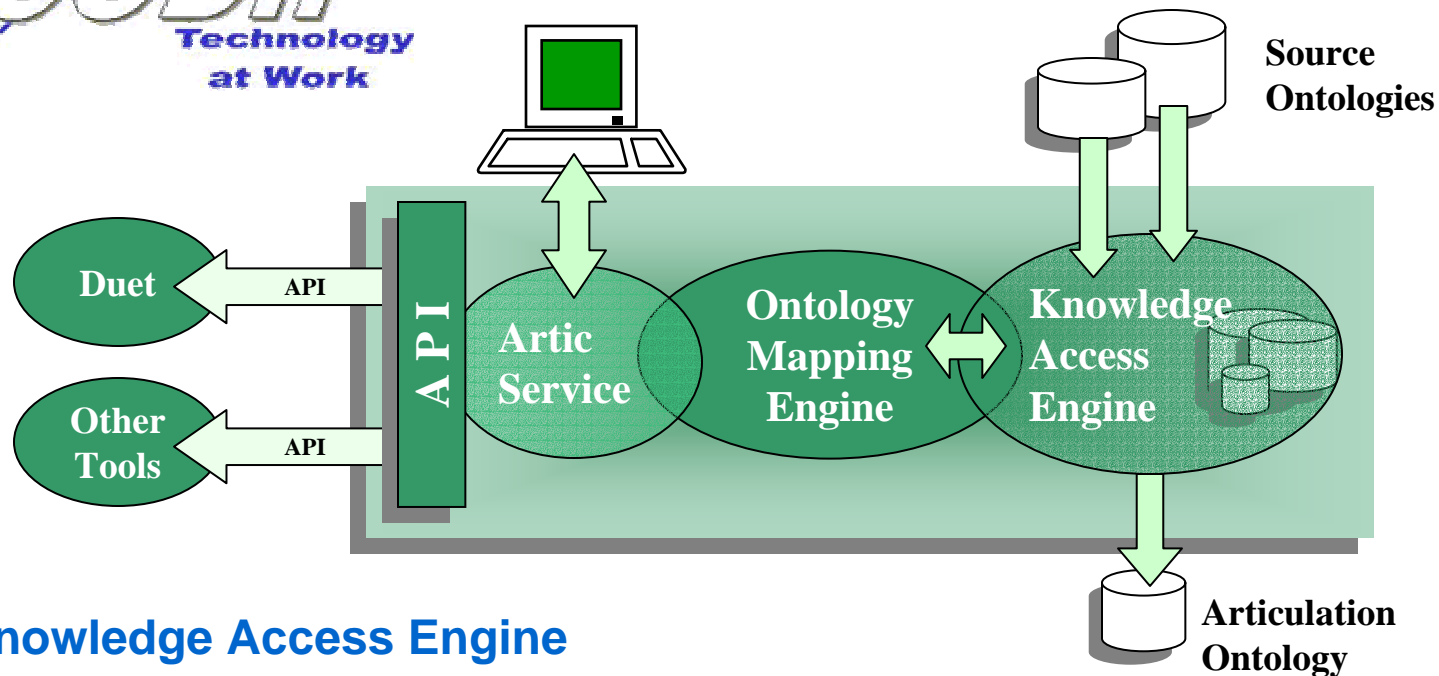 Technology
at Work
Source
Ontologies
Duet
API
API
Artic
Service
Ontology
Mapping
Engine
Knowledge
Access
Engine
Other
Tools
API
Articulation
Ontology
nowledge Access Engine